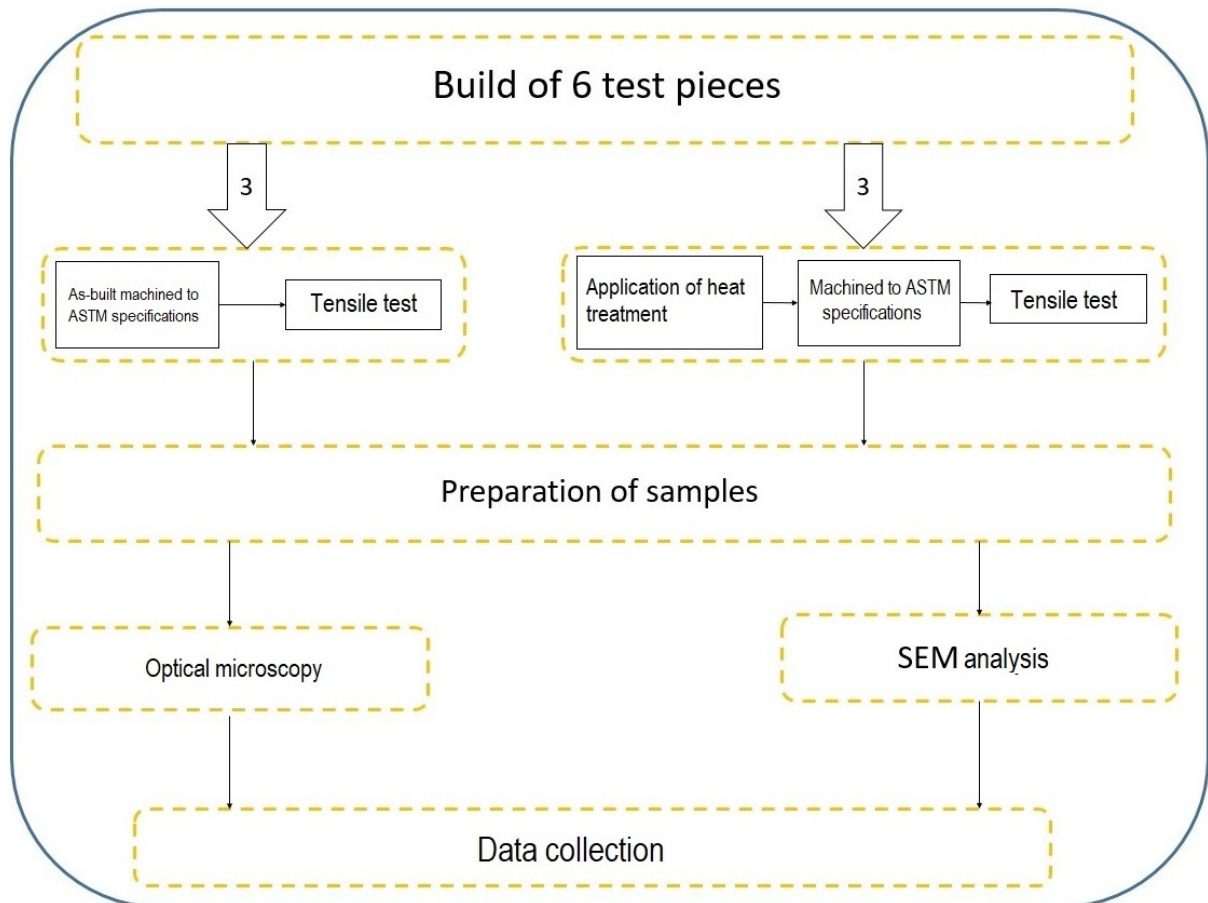 Build of 6 test pieces
3
3
As-built machined to
ASTM specifications
Tensile test
Application of heat
treatment
Machined to ASTM
specifications
Tensile test
Preparation of samples
Optical microscopy
SEM analysis
Data collection